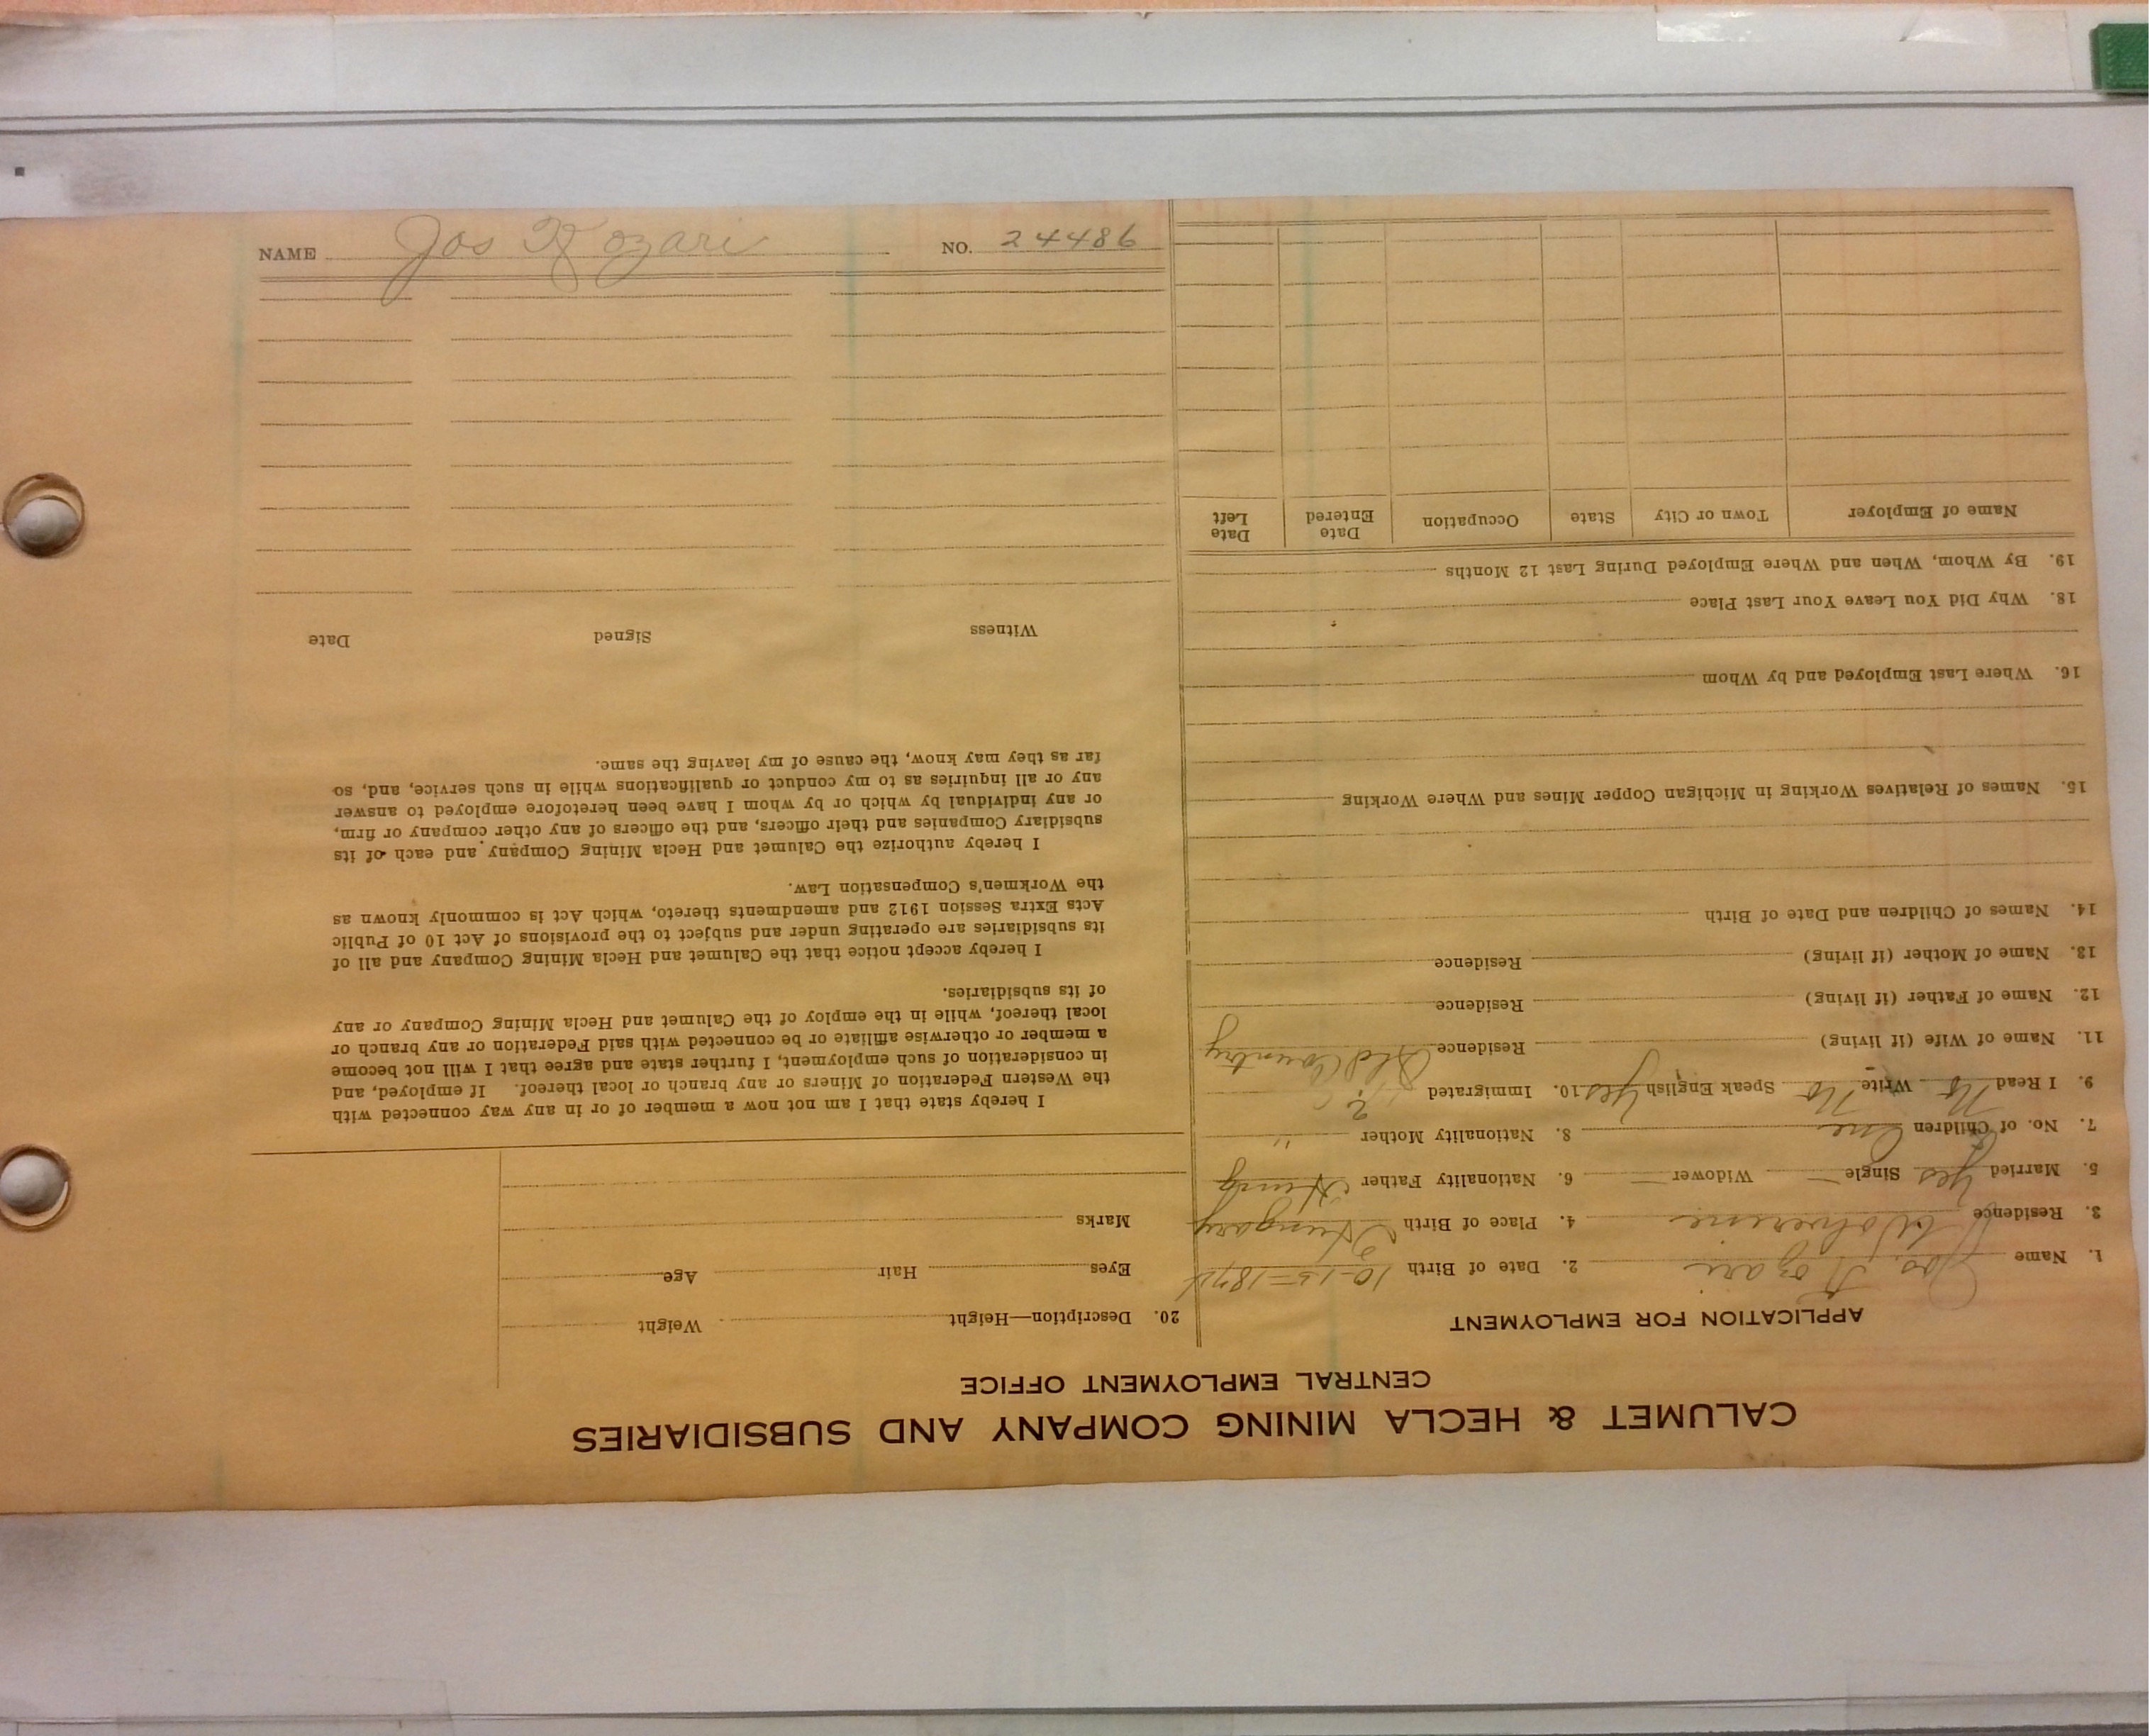 CALUMET & HECLA MINING COMPANY AND SUBSIDIARIES
CENTRAL EMPLOYMENT OFFICE
APPLICATION FOR EMPLOYMENT
1. Name Jos. Kozari 2. Date of Birth 10-15-1874
3. Residence Wolverine 4. Place of Birth Hungary
5. Married Yes Single — Widower — 6. Nationality Father Hung
7. No. of Children One 8. Nationality Mother "
9. I Read No Write No Speak English Yes 10. Immigrated ?
11. Name of Wife (if living) Residence Old Country
12. Name of Father (if living) Residence
13. Name of Mother (if living) Residence
14. Names of Children and Date of Birth
15. Names of Relatives Working in Michigan Copper Mines and Where Working
16. Where Last Employed and by Whom
18. Why Did You Leave Your Last Place
19. By Whom, When and Where Employed During Last 12 Months
Name of Employer Town or City State Occupation Date Entered Date Left
20. Description—Height Weight
Eyes Hair Age
Marks
I hereby state that I am not now a member of or in any way connected with
the Western Federation of Miners or any branch or local thereof. If employed, and
in consideration of such employment, I further state and agree that I will not become
a member or otherwise affiliate or be connected with said Federation or any branch or
local thereof, while in the employ of the Calumet and Hecla Mining Company or any
of its subsidiaries.
I hereby accept notice that the Calumet and Hecla Mining Company and all of
its subsidiaries are operating under and subject to the provisions of Act 10 of Public
Acts Extra Session 1912 and amendments thereto, which Act is commonly known as
the Workmen's Compensation Law.
I hereby authorize the Calumet and Hecla Mining Company and each of its
subsidiary Companies and their officers, and the officers of any other company or firm,
or any individual by which or by whom I have been heretofore employed to answer
any or all inquiries as to my conduct or qualifications while in such service, and, so
far as they may know, the cause of my leaving the same.
Witness Signed Date
NAME Jos Kozari NO. 24486